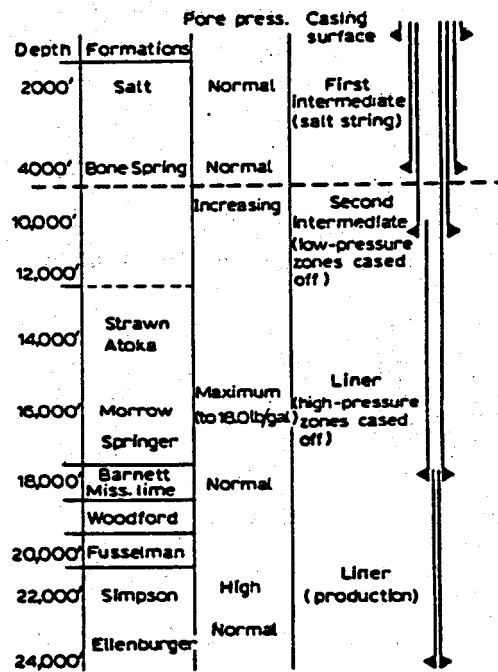 Pore press. Casing
surface
Depth Formations
2000' Salt Normal First
intermediate
(salt string)
4000' Bone Spring Normal
Increasing Second
10,000' intermediate
(low-pressure
zones cased
12,000' off)
Strawn
14,000' Atoka
Maximum Liner
16,000' Morrow (to 18.0 lb/gal) (high-pressure
zones cased
Springer off)
Barnett
18,000' Miss. lime Normal
Woodford
20,000' Fusselman
High Liner
22,000' Simpson (production)
Normal
Ellenburger
24,000'